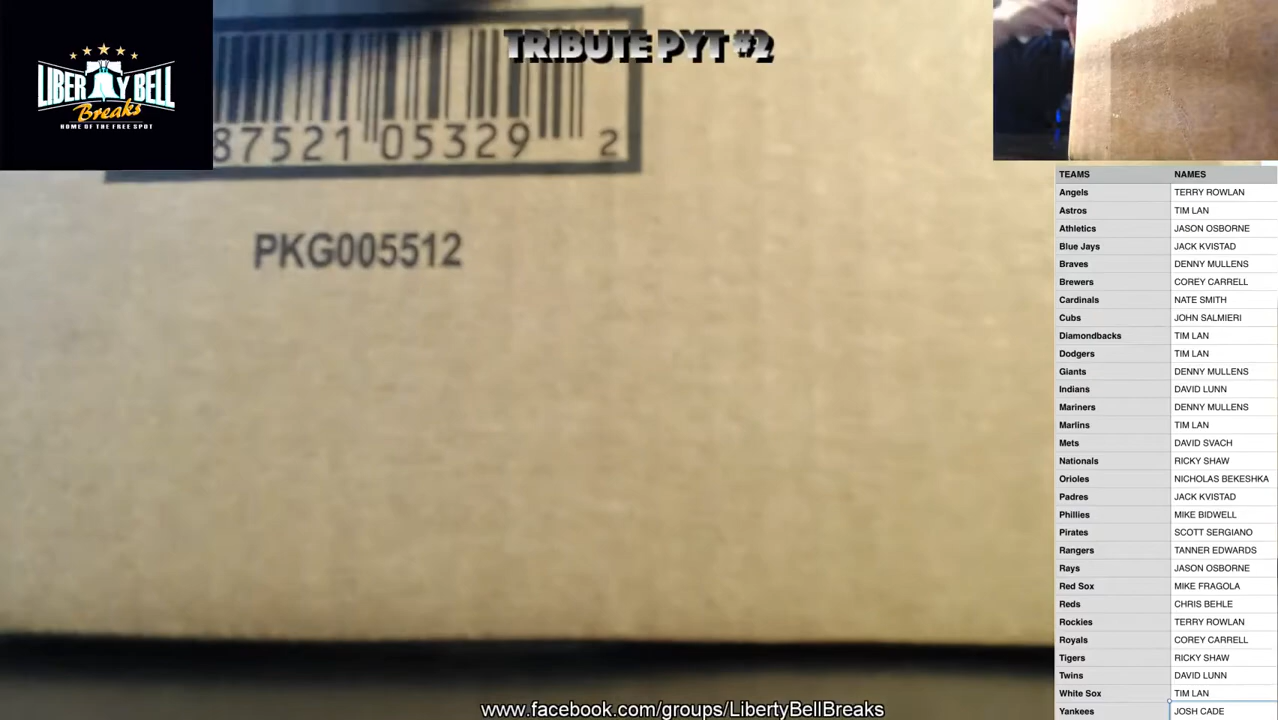 LIBERTY BELL
Breaks
HOME OF THE FREE SPOT
TRIBUTE PYT #2
87521 05329 2
PKG005512
TEAMS NAMES
Angels TERRY ROWLAN
Astros TIM LAN
Athletics JASON OSBORNE
Blue Jays JACK KVISTAD
Braves DENNY MULLENS
Brewers COREY CARRELL
Cardinals NATE SMITH
Cubs JOHN SALMIERI
Diamondbacks TIM LAN
Dodgers TIM LAN
Giants DENNY MULLENS
Indians DAVID LUNN
Mariners DENNY MULLENS
Marlins TIM LAN
Mets DAVID SVACH
Nationals RICKY SHAW
Orioles NICHOLAS BEKESHKA
Padres JACK KVISTAD
Phillies MIKE BIDWELL
Pirates SCOTT SERGIANO
Rangers TANNER EDWARDS
Rays JASON OSBORNE
Red Sox MIKE FRAGOLA
Reds CHRIS BEHLE
Rockies TERRY ROWLAN
Royals COREY CARRELL
Tigers RICKY SHAW
Twins DAVID LUNN
White Sox TIM LAN
Yankees JOSH CADE
www.facebook.com/groups/LibertyBellBreaks